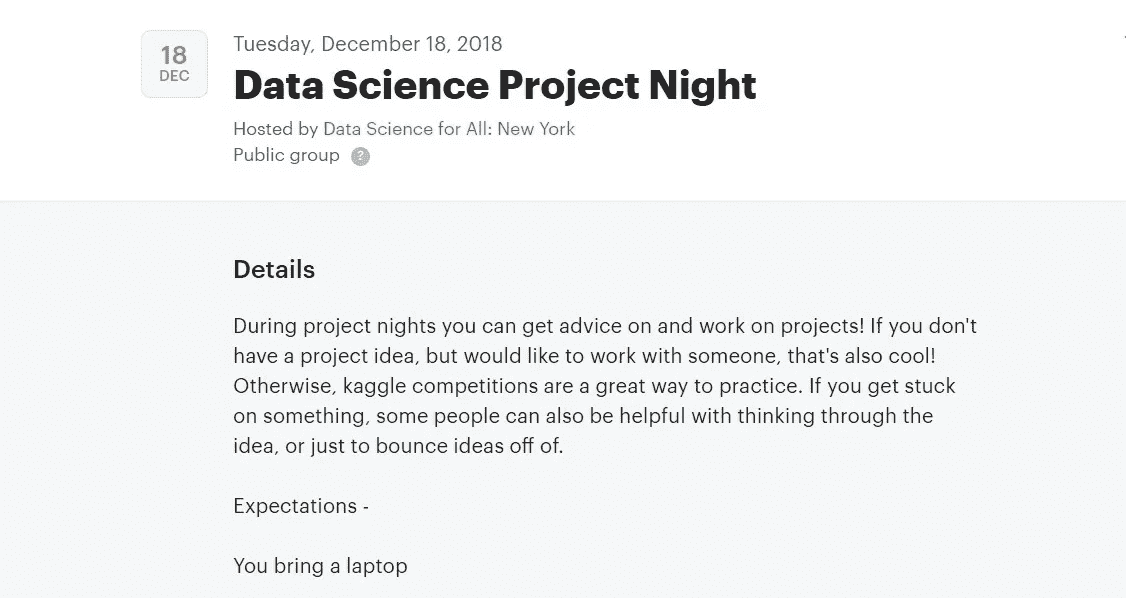 18
DEC
Tuesday, December 18, 2018
Data Science Project Night
Hosted by Data Science for All: New York
Public group ?
Details
During project nights you can get advice on and work on projects! If you don't
have a project idea, but would like to work with someone, that's also cool!
Otherwise, kaggle competitions are a great way to practice. If you get stuck
on something, some people can also be helpful with thinking through the
idea, or just to bounce ideas off of.
Expectations -
You bring a laptop